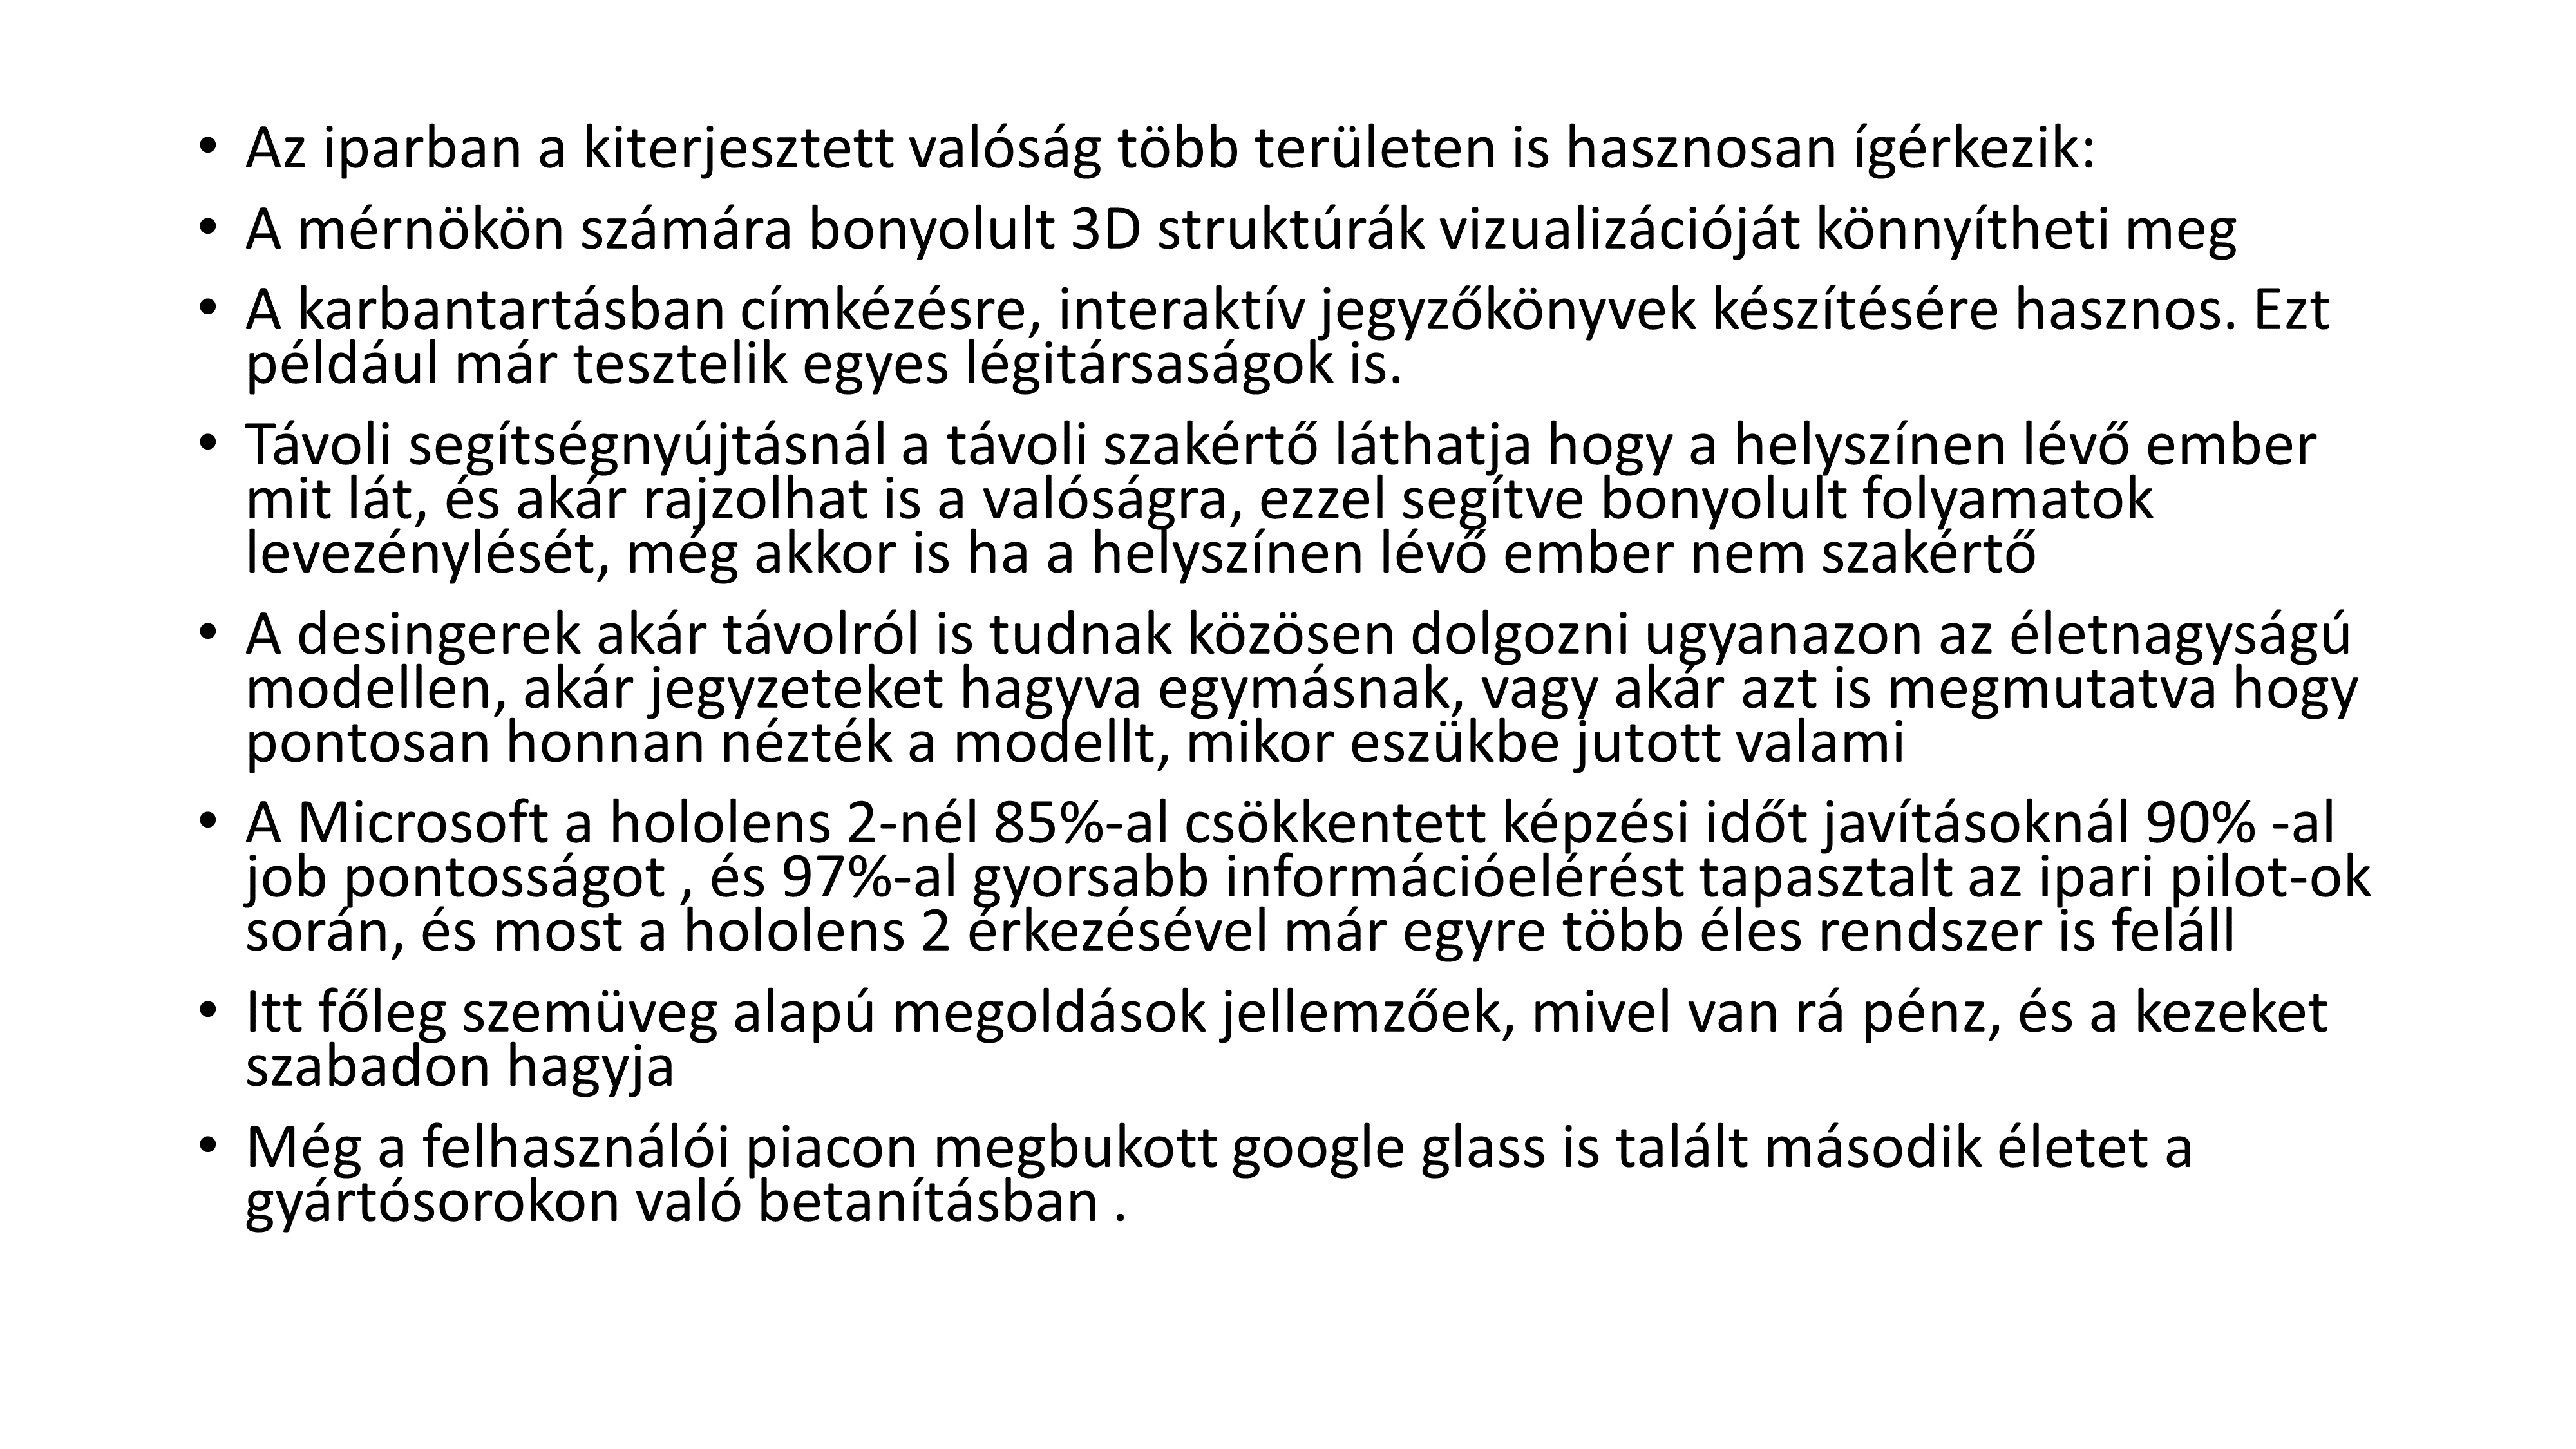 • Az iparban a kiterjesztett valóság több területen is hasznosan ígérkezik:
• A mérnökön számára bonyolult 3D struktúrák vizualizációját könnyítheti meg
• A karbantartásban címkézésre, interaktív jegyzőkönyvek készítésére hasznos. Ezt
például már tesztelik egyes légitársaságok is.
• Távoli segítségnyújtásnál a távoli szakértő láthatja hogy a helyszínen lévő ember
mit lát, és akár rajzolhat is a valóságra, ezzel segítve bonyolult folyamatok
levezénylését, még akkor is ha a helyszínen lévő ember nem szakértő
• A desingerek akár távolról is tudnak közösen dolgozni ugyanazon az életnagyságú
modellen, akár jegyzeteket hagyva egymásnak, vagy akár azt is megmutatva hogy
pontosan honnan nézték a modellt, mikor eszükbe jutott valami
• A Microsoft a hololens 2-nél 85%-al csökkentett képzési időt javításoknál 90% -al
job pontosságot , és 97%-al gyorsabb információelérést tapasztalt az ipari pilot-ok
során, és most a hololens 2 érkezésével már egyre több éles rendszer is feláll
• Itt főleg szemüveg alapú megoldások jellemzőek, mivel van rá pénz, és a kezeket
szabadon hagyja
• Még a felhasználói piacon megbukott google glass is talált második életet a
gyártósorokon való betanításban .